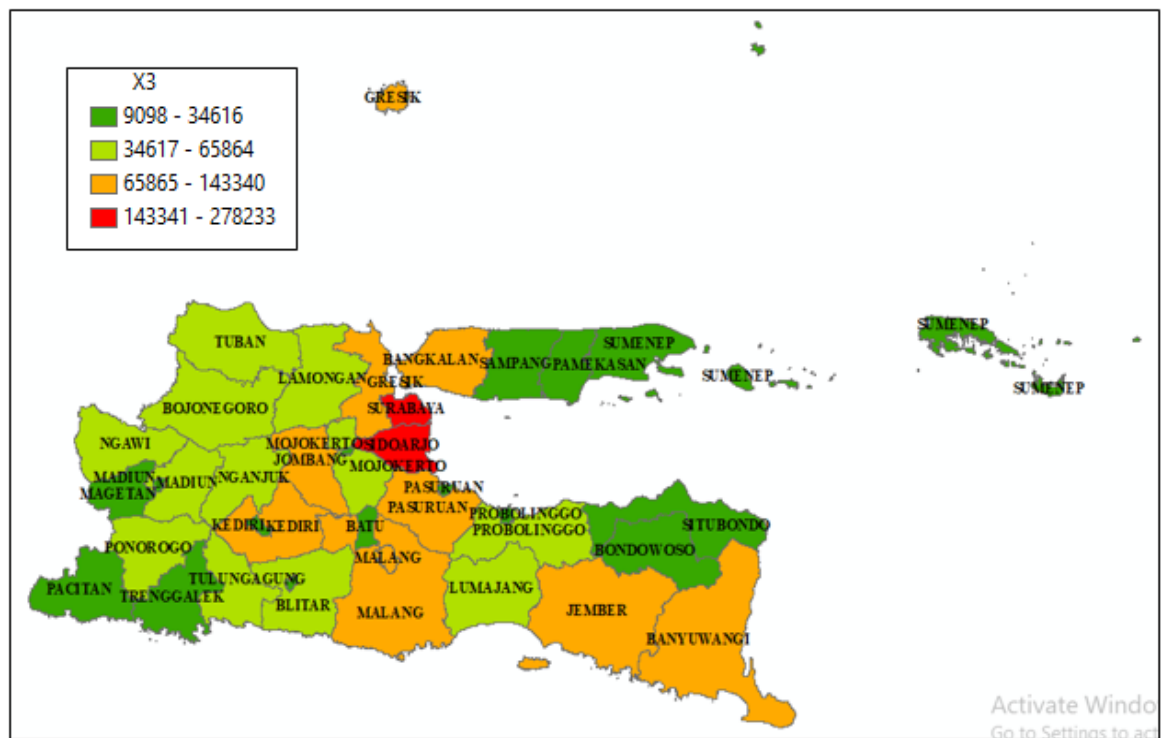 X3
9098 - 34616
34617 - 65864
65865 - 143340
143341 - 278233
GRESIK
TUBAN
LAMONGAN
BOJONEGORO
NGAWI
GRESIK
BANGKALAN
SAMPANG
PAMEKASAN
SUMENEP
SUMENEP
SUMENEP
SUMENEP
SURABAYA
SIDOARJO
MOJOKERTO
JOMBANG
MOJOKERTO
MADIUN
MAGETAN
MADIUN
NGANJUK
PASURUAN
PASURUAN
KEDIRI
KEDIRI
BATU
PROBOLINGGO
PROBOLINGGO
SITUBONDO
BONDOWOSO
PONOROGO
MALANG
PACITAN
TRENGGALEK
TULUNGAGUNG
BLITAR
MALANG
LUMAJANG
JEMBER
BANYUWANGI
Activate Windo
Go to Settings to act